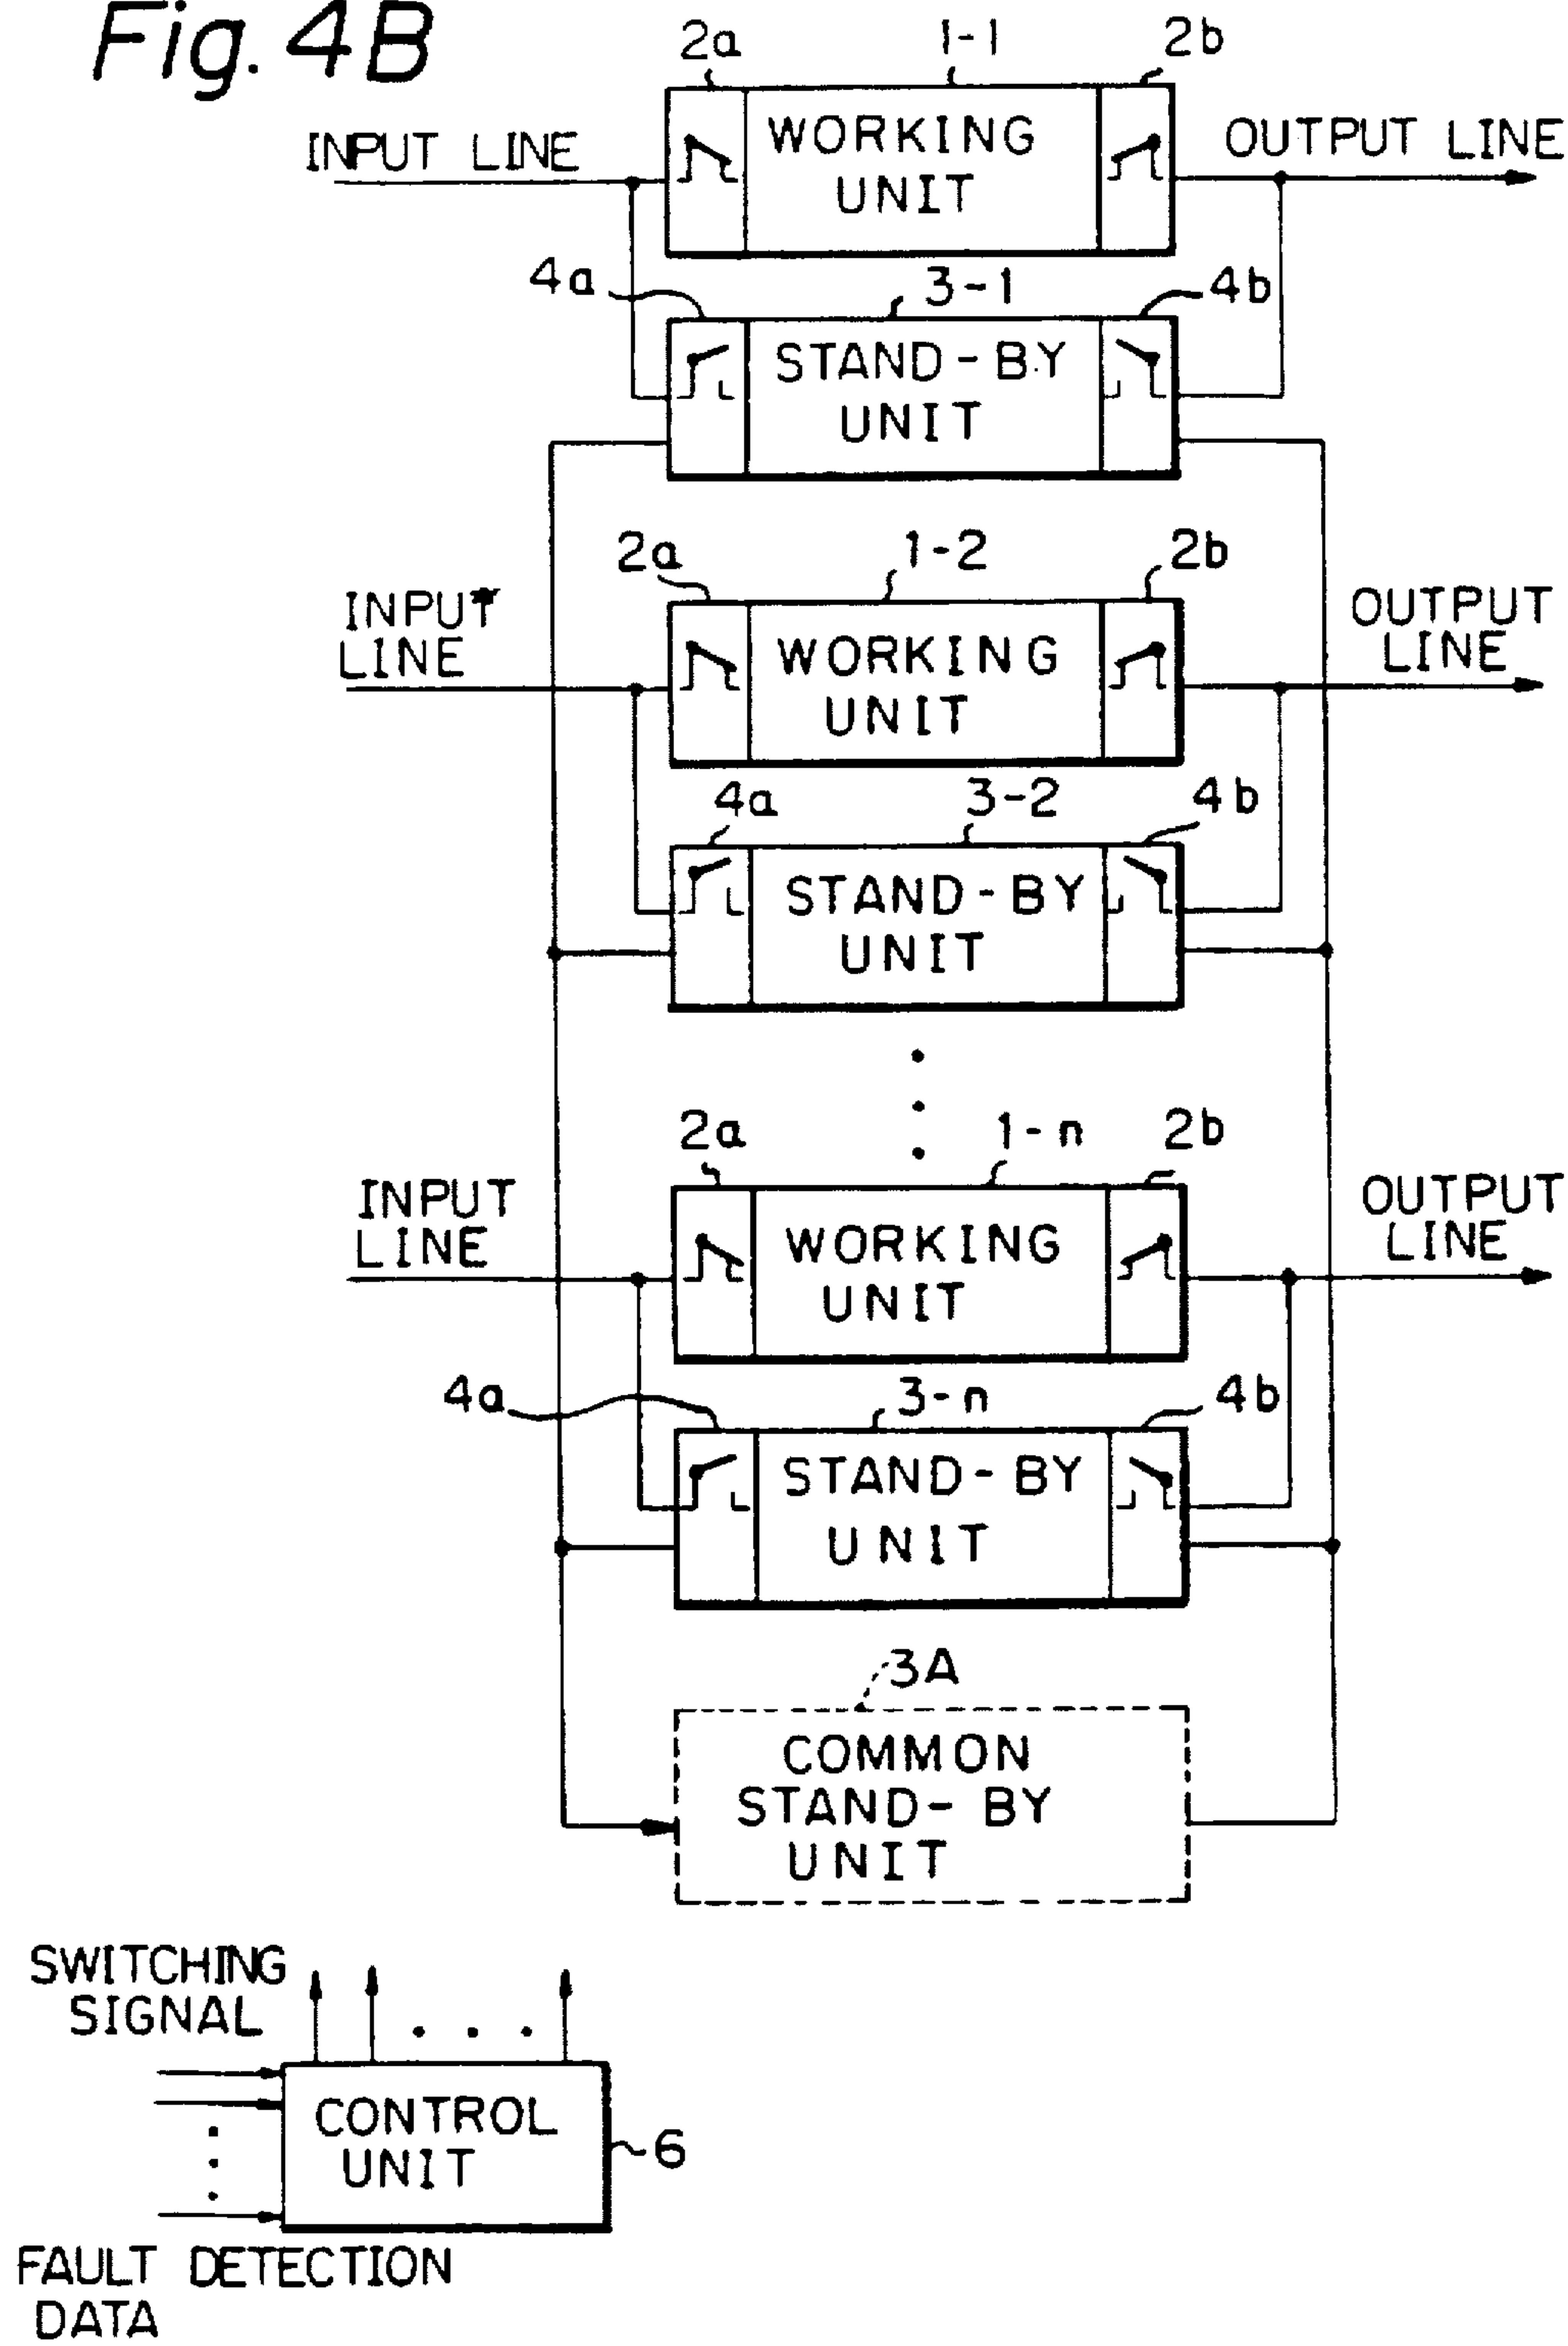 Fig. 4B
2a 1-1 2b
INPUT LINE
WORKING
UNIT
OUTPUT LINE
4a 3-1 4b
STAND-BY
UNIT
2a 1-2 2b
INPUT
LINE
WORKING
UNIT
OUTPUT
LINE
4a 3-2 4b
STAND-BY
UNIT
2a 1-n 2b
INPUT
LINE
WORKING
UNIT
OUTPUT
LINE
4a 3-n 4b
STAND-BY
UNIT
3A
COMMON
STAND-BY
UNIT
SWITCHING
SIGNAL
CONTROL
UNIT
6
FAULT DETECTION
DATA